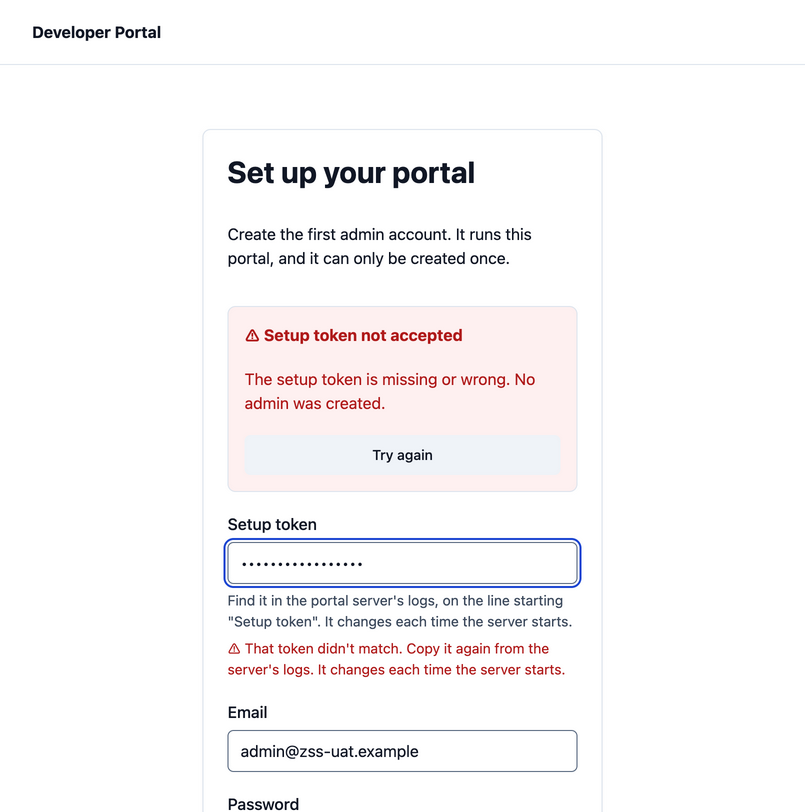 Developer Portal
Set up your portal
Create the first admin account. It runs this
portal, and it can only be created once.
Setup token not accepted
The setup token is missing or wrong. No
admin was created.
Try again
Setup token
•••••••••••••••••
Find it in the portal server's logs, on the line starting
"Setup token". It changes each time the server starts.
That token didn't match. Copy it again from the
server's logs. It changes each time the server starts.
Email
admin@zss-uat.example
Password